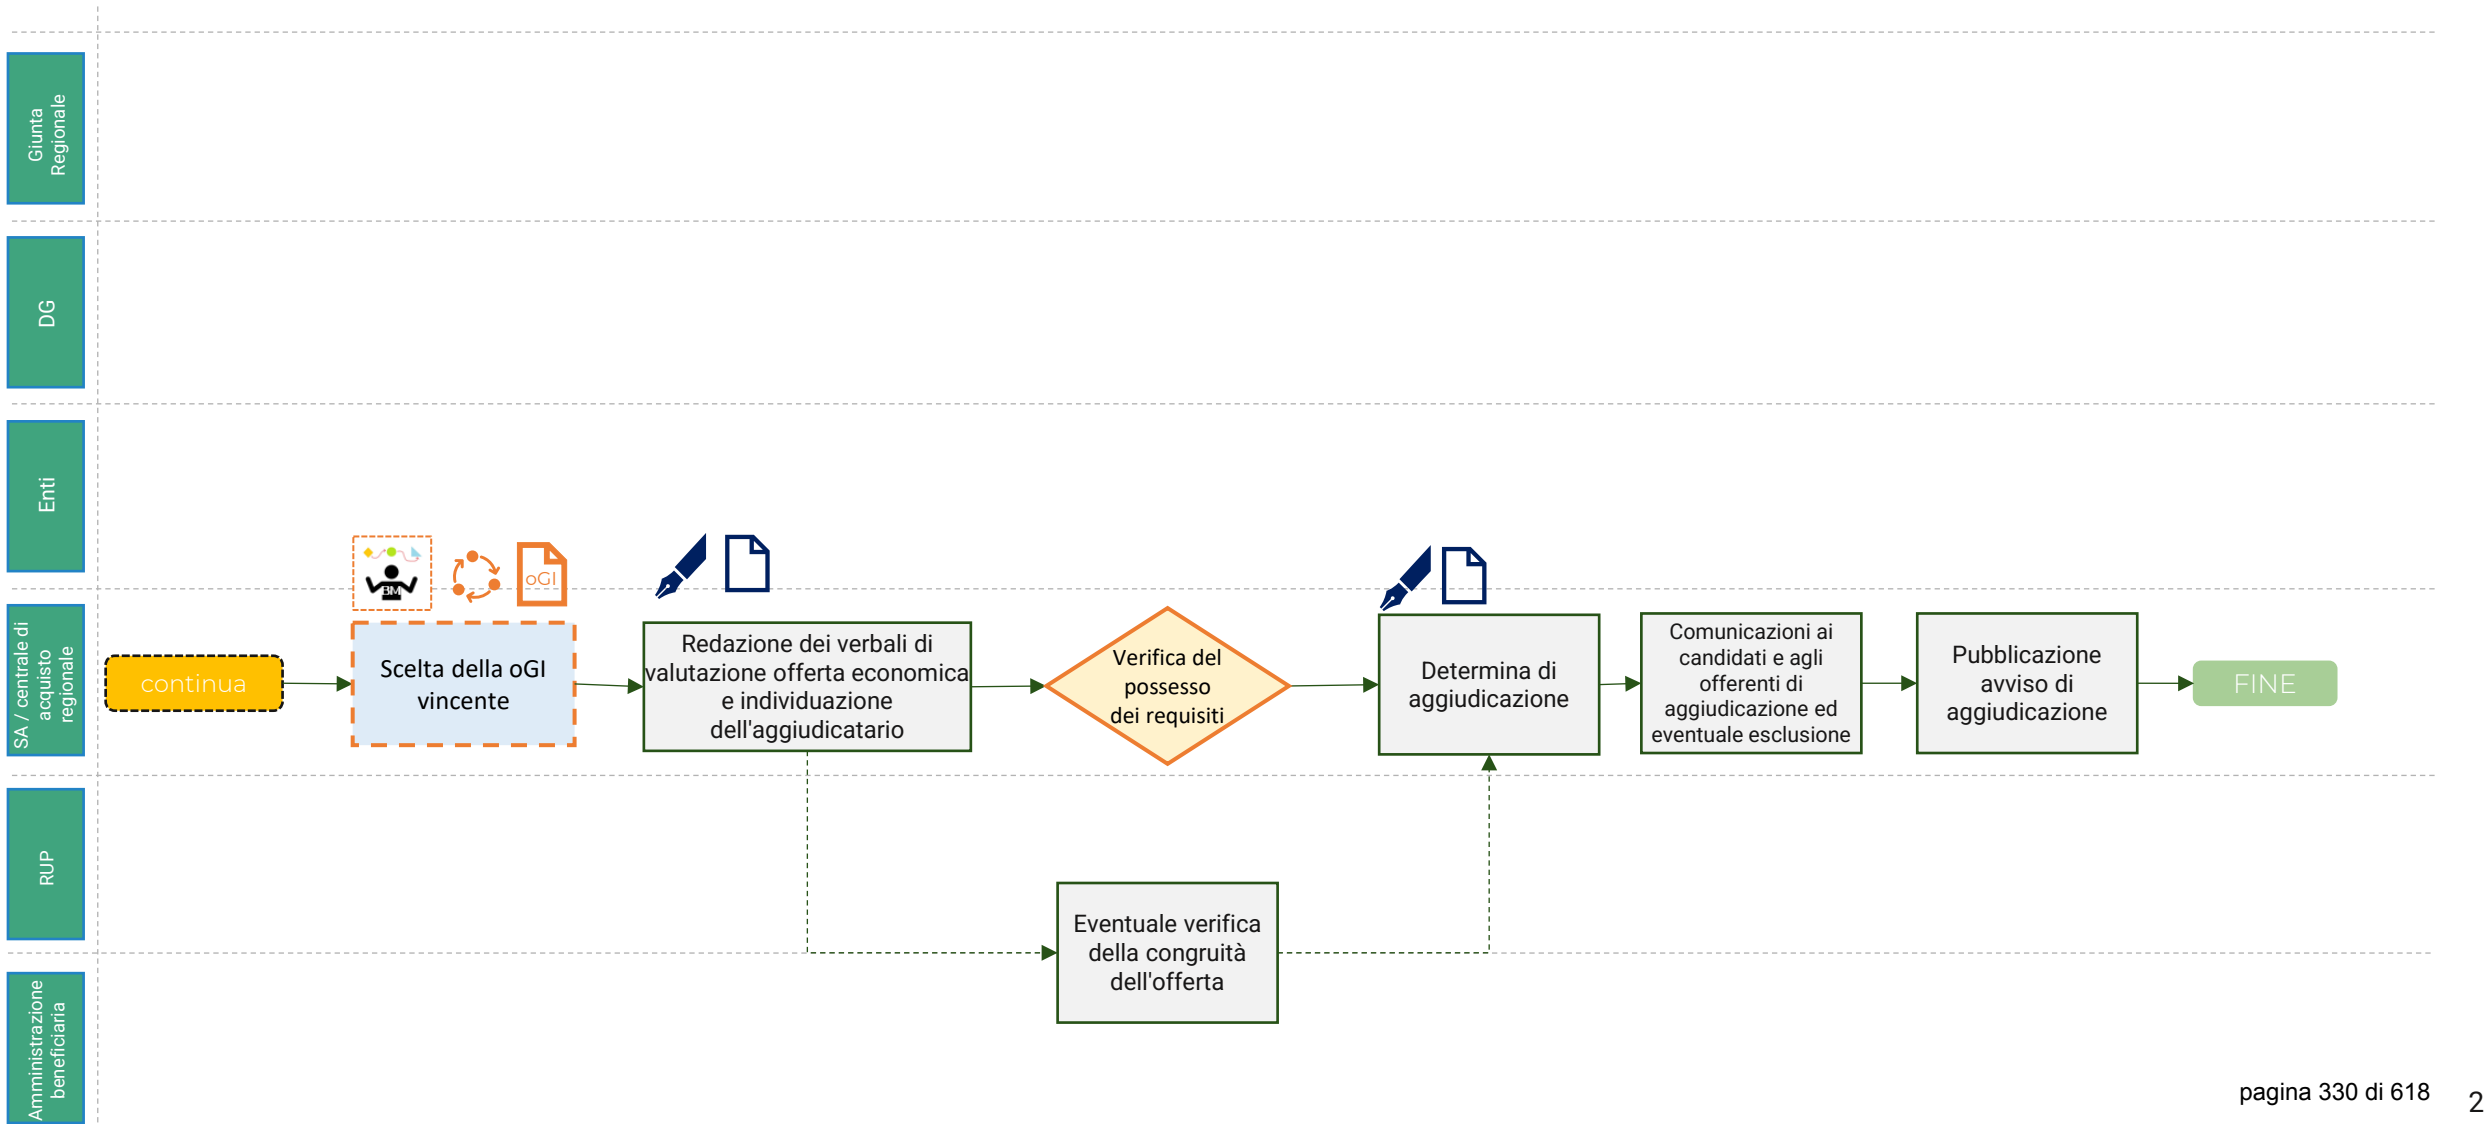 Giunta
Regionale
DG
Enti
SA / centrale di
acquisto
regionale
RUP
Amministrazione
beneficiaria
continua
BM
oGI
Scelta della oGI
vincente
Redazione dei verbali di
valutazione offerta economica
e individuazione
dell'aggiudicatario
Verifica del
possesso
dei requisiti
Eventuale verifica
della congruità
dell'offerta
Determina di
aggiudicazione
Comunicazioni ai
candidati e agli
offerenti di
aggiudicazione ed
eventuale esclusione
Pubblicazione
avviso di
aggiudicazione
FINE
pagina 330 di 618
2